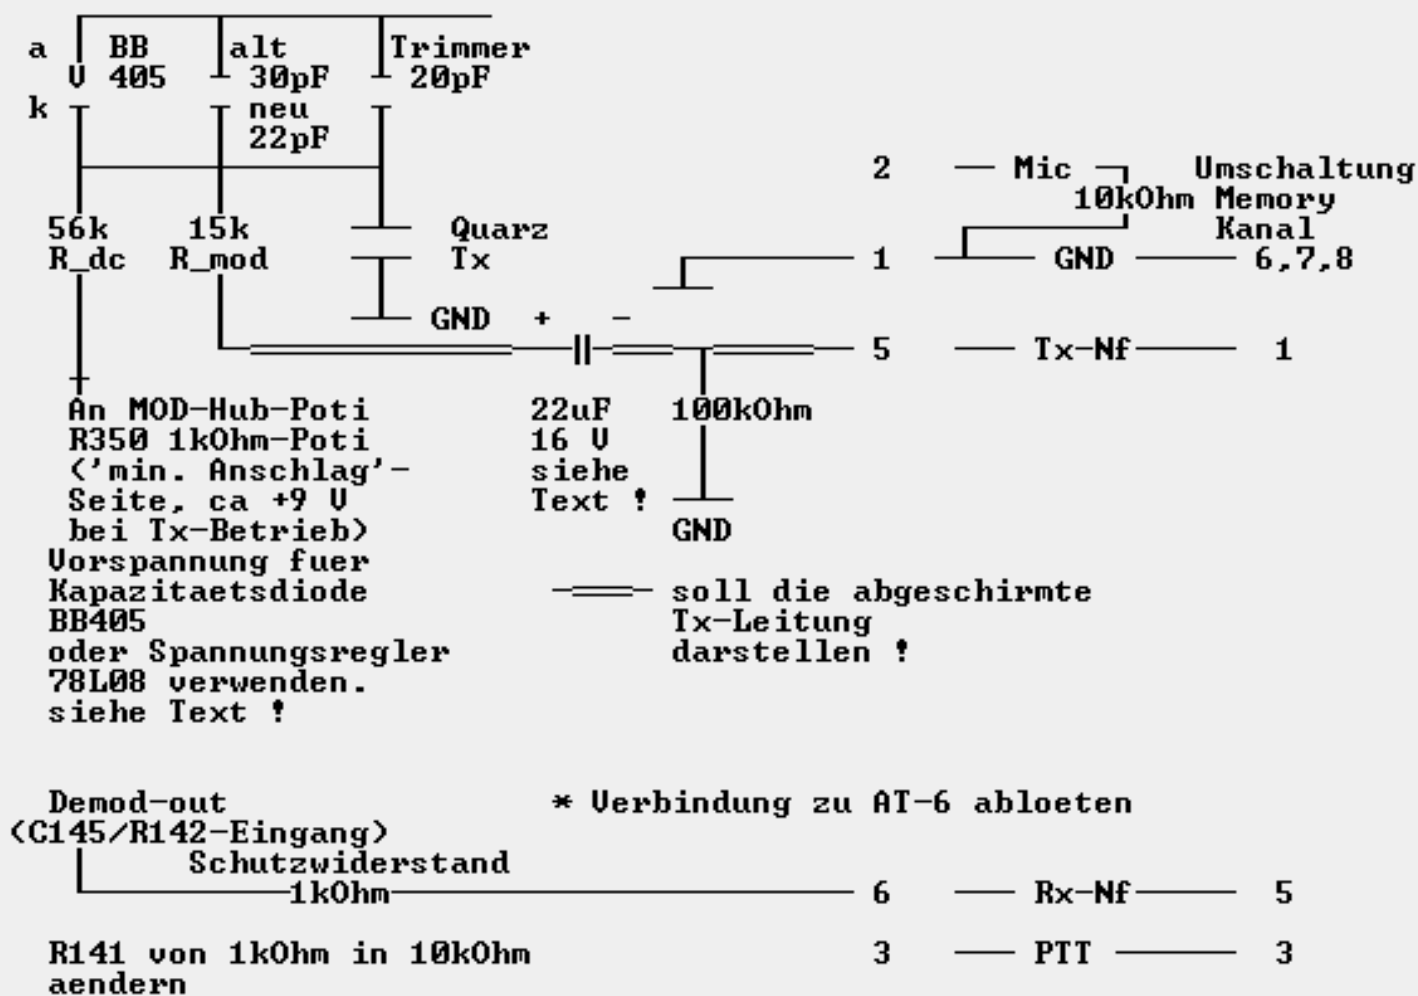 a BB alt Trimmer
V 405 30pF 20pF
k neu
22pF
2 Mic Umschaltung
10kOhm Memory
56k 15k Quarz Kanal
R_dc R_mod Tx 1 GND 6,7,8
GND + -
5 Tx-Nf 1
An MOD-Hub-Poti 22uF 100kOhm
R350 1kOhm-Poti 16 V
('min. Anschlag'- siehe
Seite, ca +9 V Text !
bei Tx-Betrieb) GND
Vorspannung fuer
Kapazitaetsdiode soll die abgeschirmte
BB405 Tx-Leitung
oder Spannungsregler darstellen !
78L08 verwenden.
siehe Text !
Demod-out * Verbindung zu AT-6 abloeten
(C145/R142-Eingang)
Schutzwiderstand
1kOhm 6 Rx-Nf 5
R141 von 1kOhm in 10kOhm 3 PTT 3
aendern